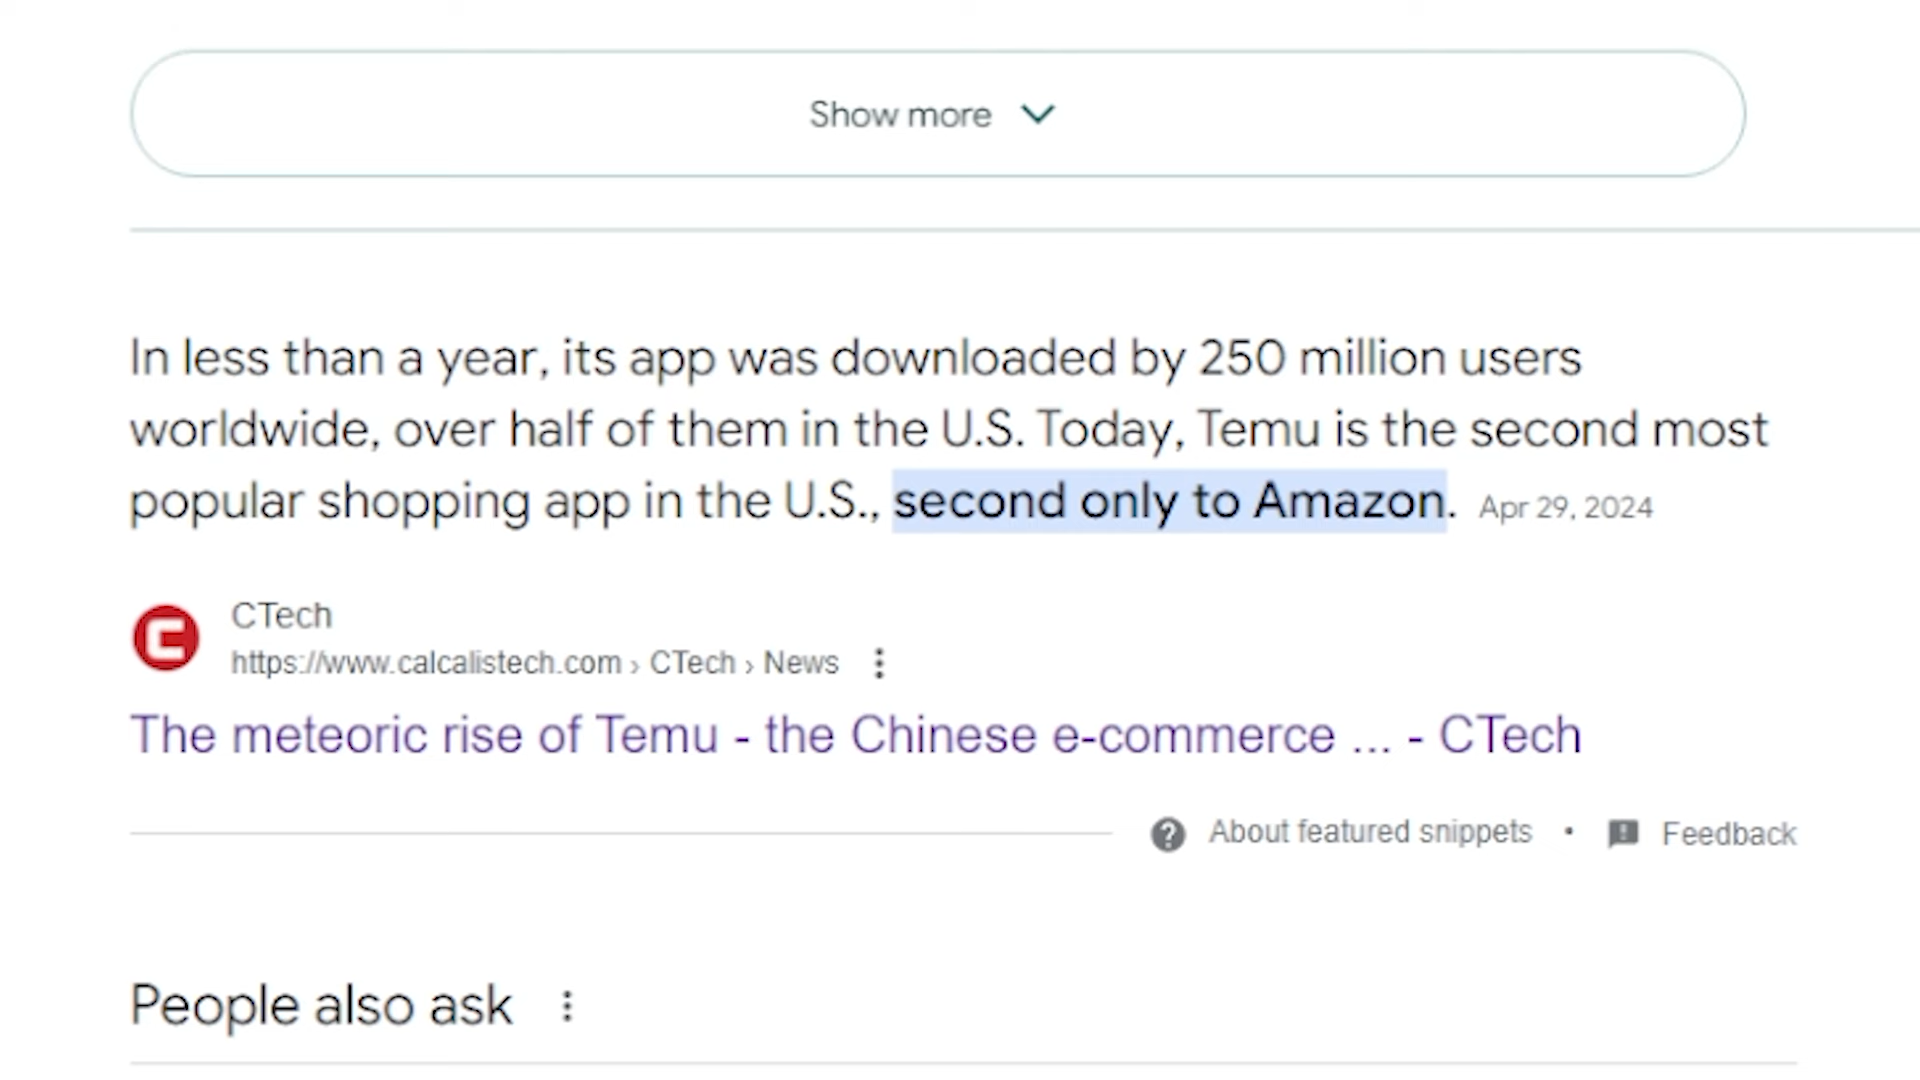 Show more
In less than a year, its app was downloaded by 250 million users
worldwide, over half of them in the U.S. Today, Temu is the second most
popular shopping app in the U.S., second only to Amazon. Apr 29, 2024
CTech
https://www.calcalistech.com › CTech › News
The meteoric rise of Temu - the Chinese e-commerce ... - CTech
About featured snippets • Feedback
People also ask